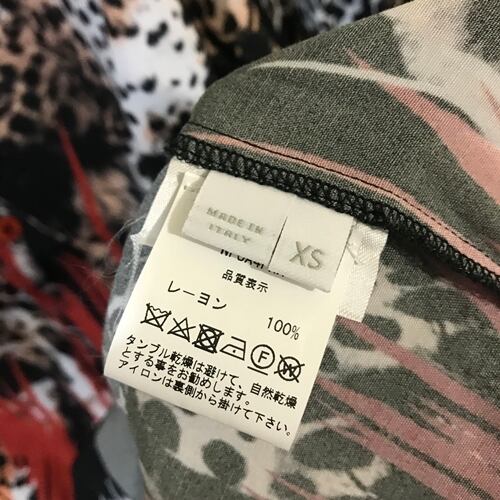 MADE IN
ITALY
XS
品質表示
レーヨン 100%
F
タンブル乾燥は避けて、自然乾燥
とする事をお勧めします。
アイロンは裏側から掛けて下さい。